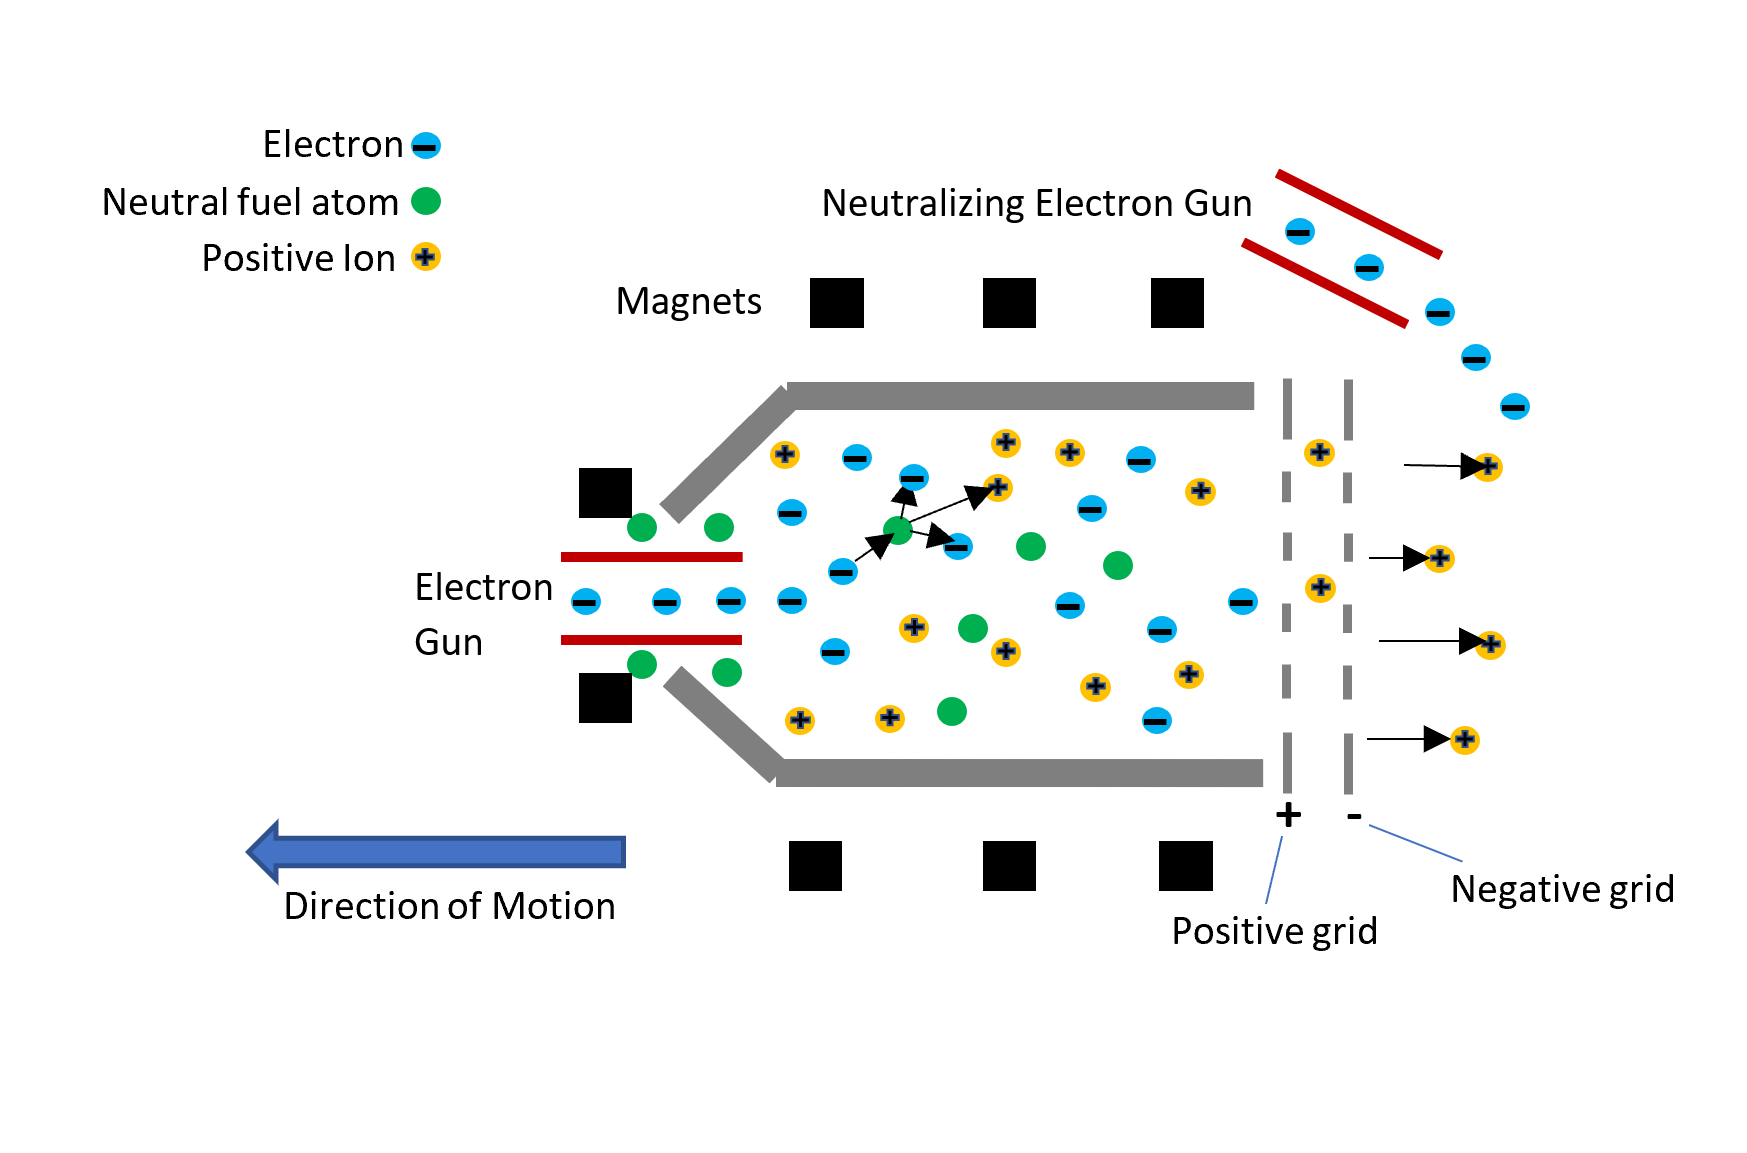 Electron
Neutral fuel atom
Positive Ion
Neutralizing Electron Gun
Magnets
Electron
Gun
+ -
Direction of Motion
Negative grid
Positive grid